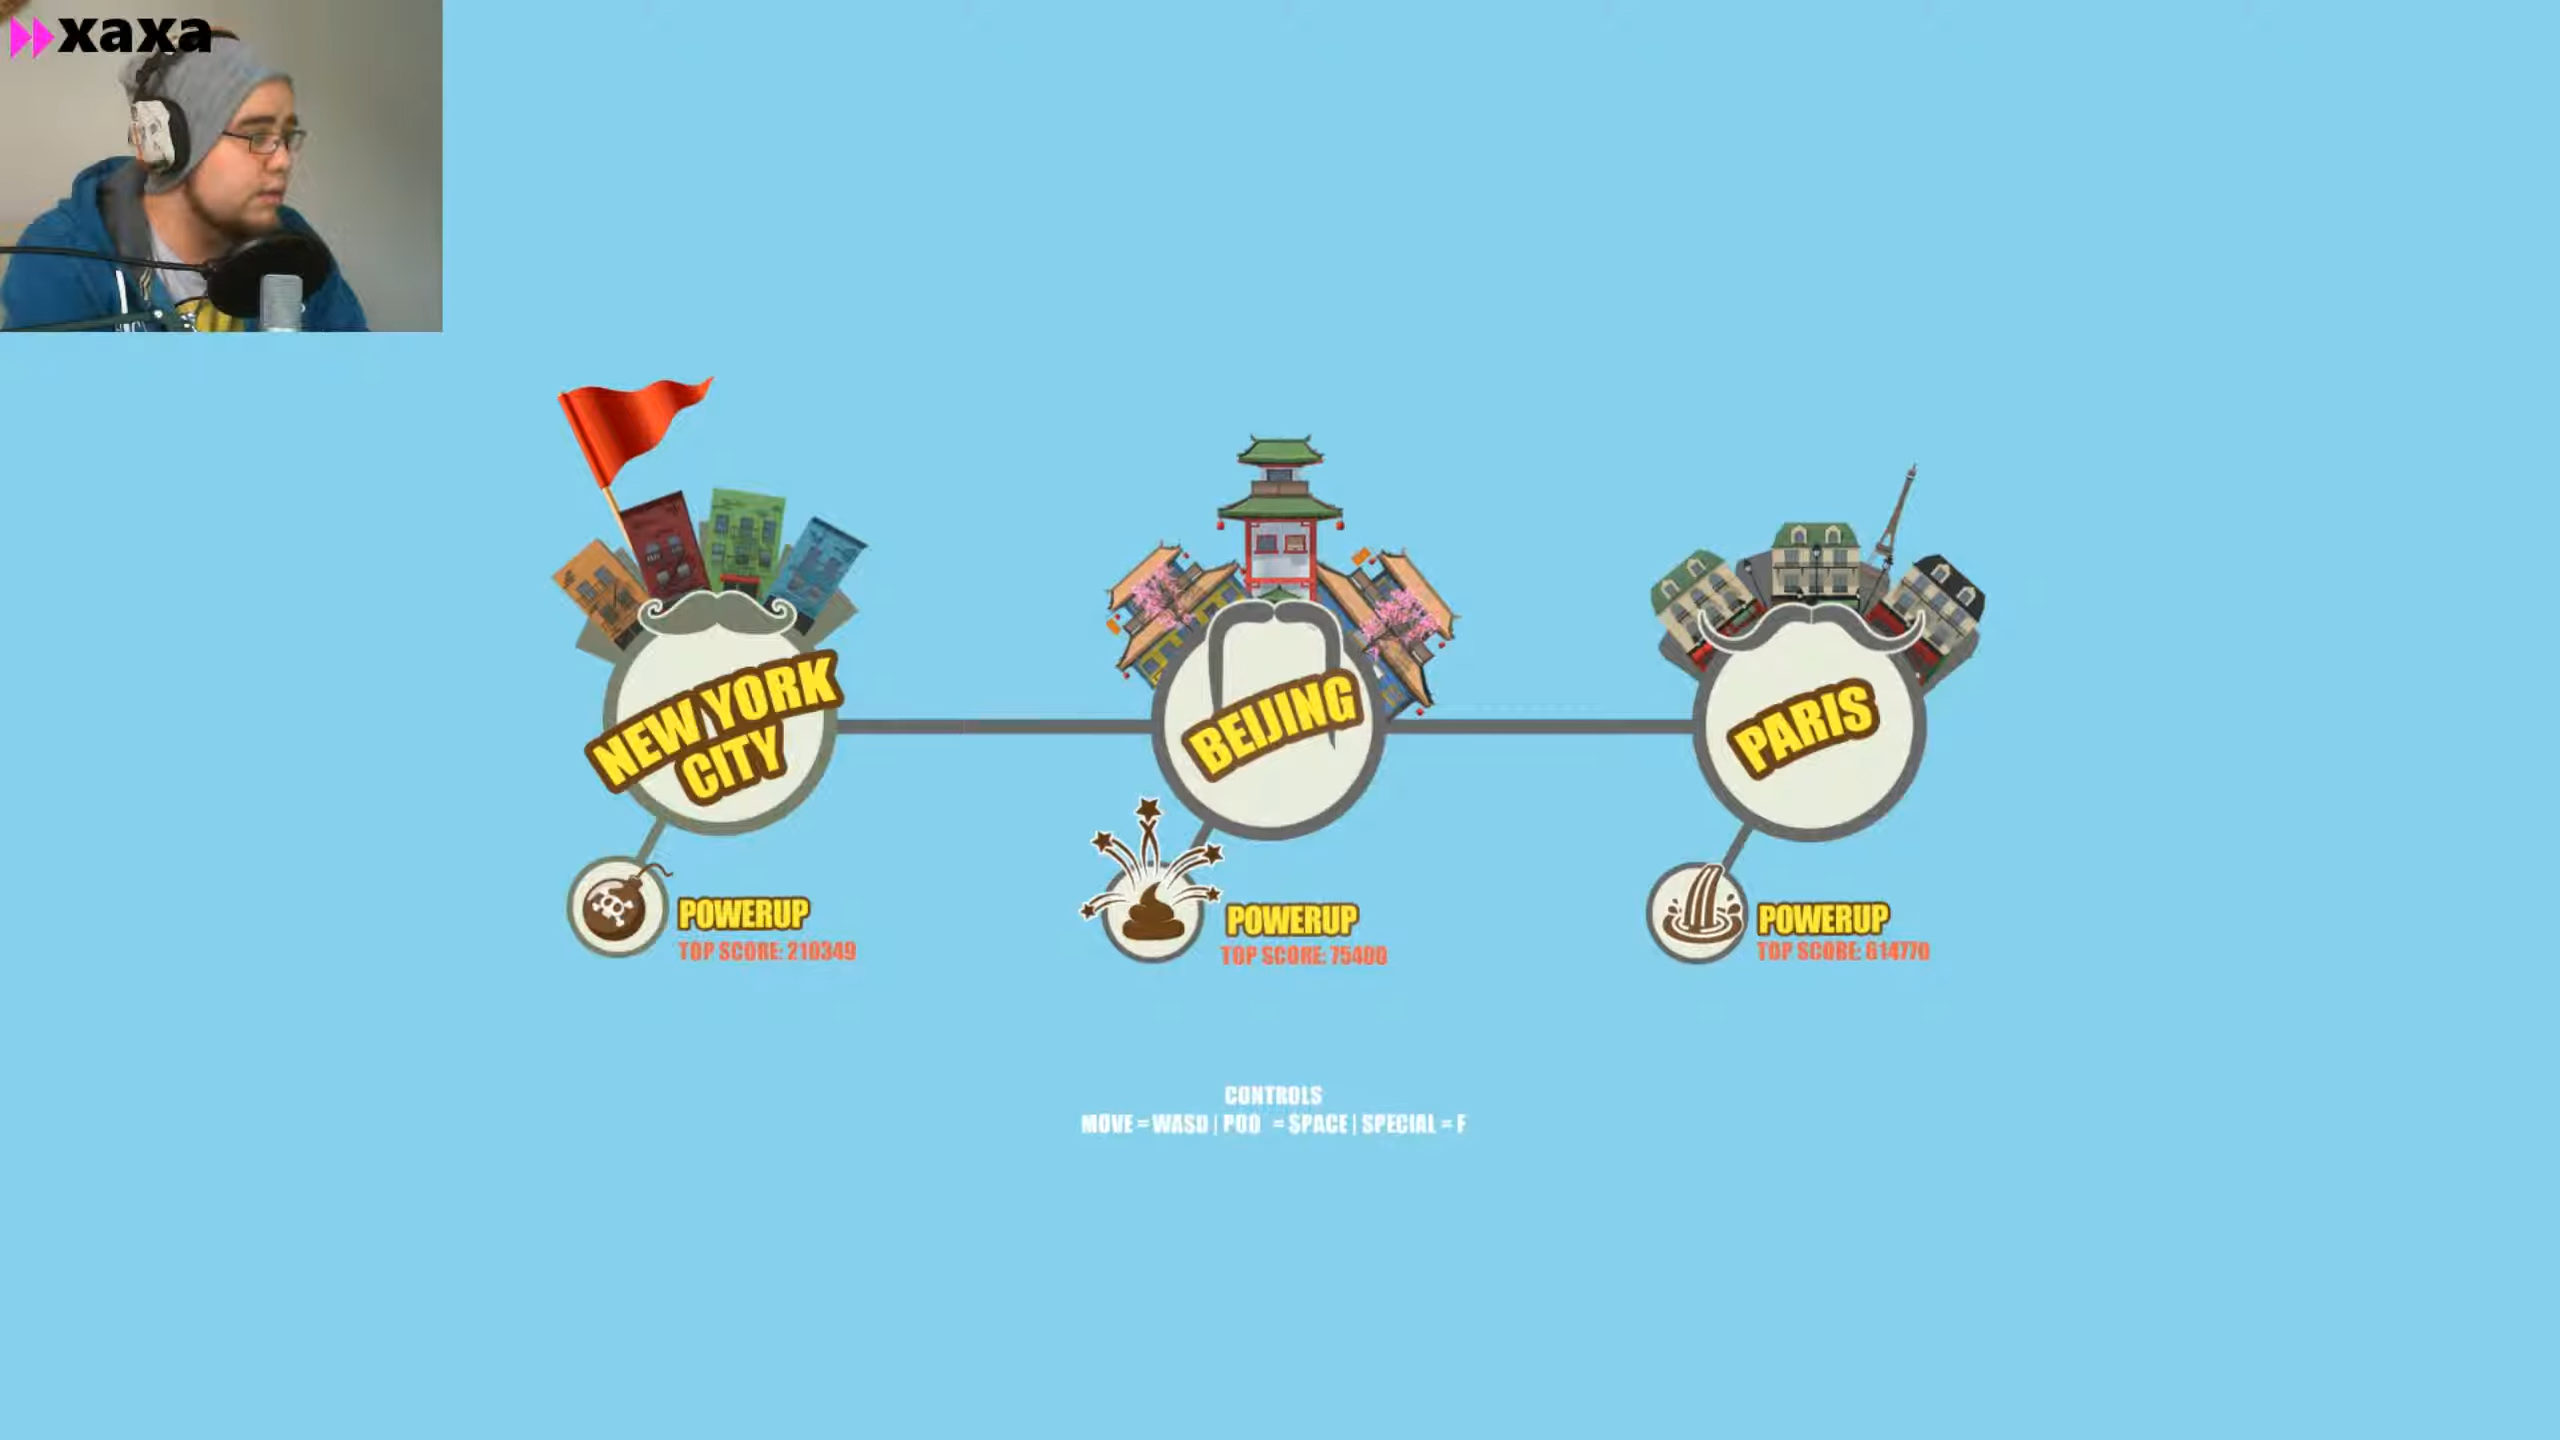 xaxa
NEW YORK
CITY
BEIJING
PARIS
POWERUP
TOP SCORE: 210349
POWERUP
TOP SCORE: 75400
POWERUP
TOP SCORE: 614770
CONTROLS
MOVE = WASD | POO = SPACE | SPECIAL = F